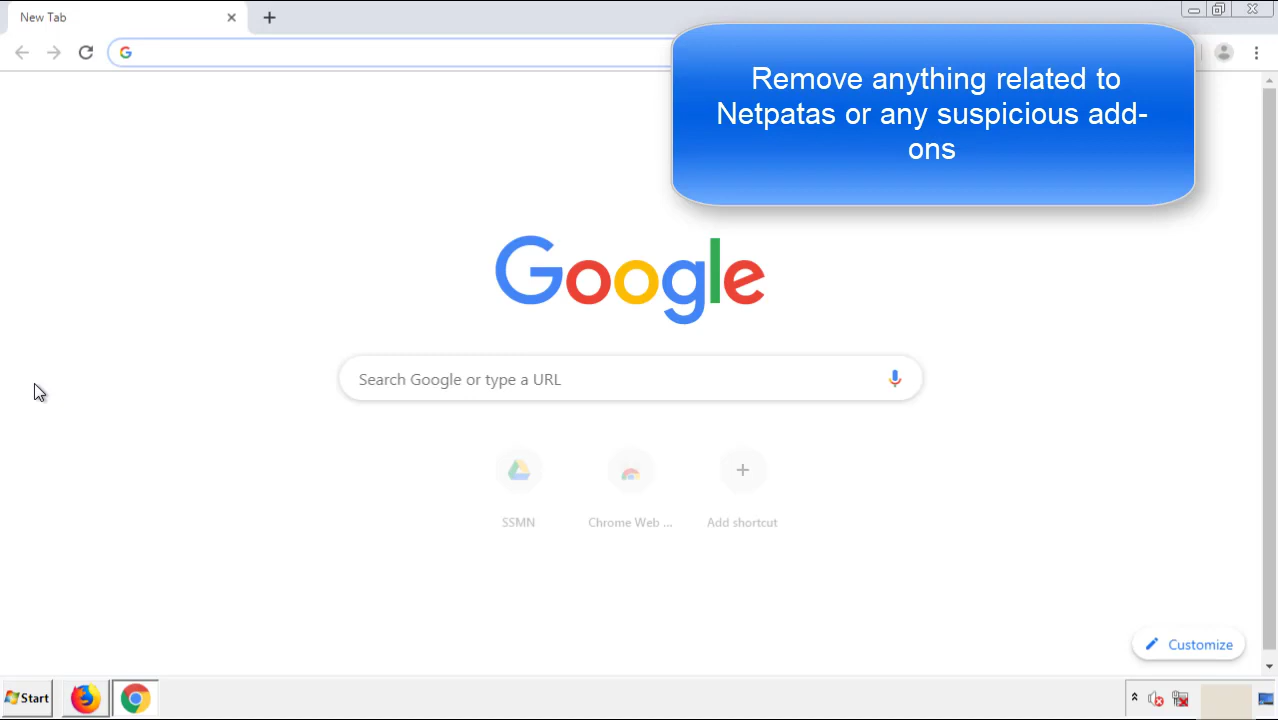 New Tab
Remove anything related to
Netpatas or any suspicious add-
ons
Google
Search Google or type a URL
SSMN
Chrome Web ...
Add shortcut
Customize
Start